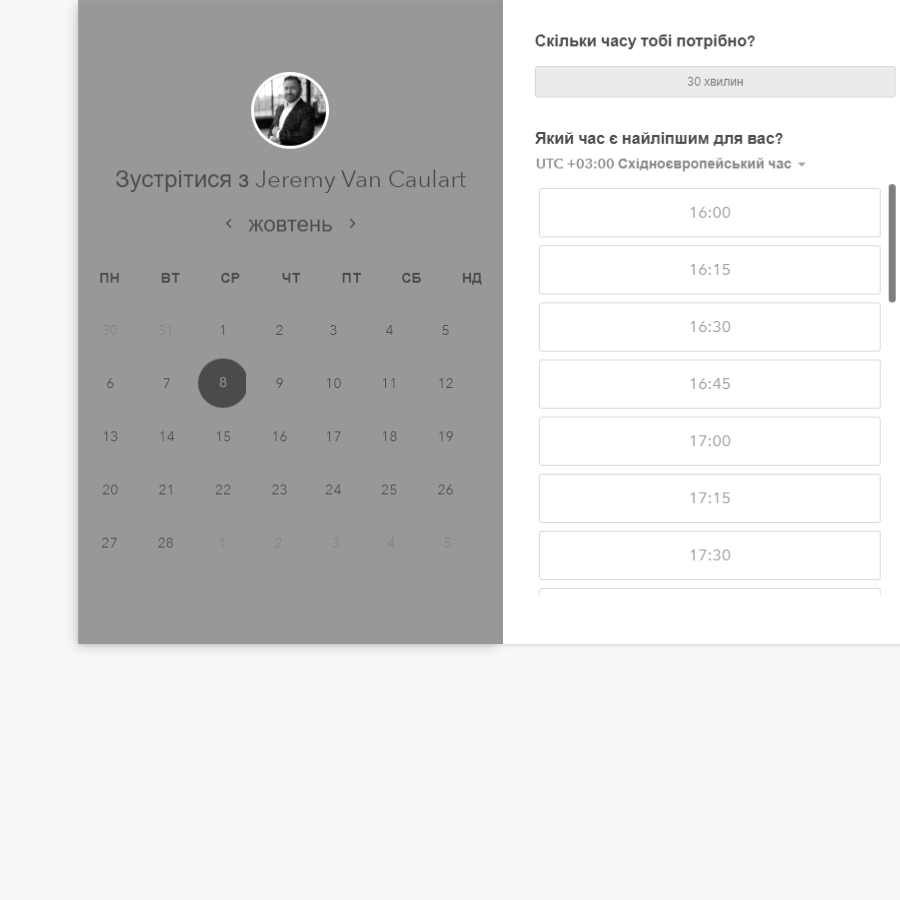 Зустрітися з Jeremy Van Caulart
жовтень
ПН ВТ СР ЧТ ПТ СБ НД
30 31 1 2 3 4 5
6 7 8 9 10 11 12
13 14 15 16 17 18 19
20 21 22 23 24 25 26
27 28 1 2 3 4 5
Скільки часу тобі потрібно?
30 хвилин
Який час є найліпшим для вас?
UTC +03:00 Східноєвропейський час
16:00
16:15
16:30
16:45
17:00
17:15
17:30